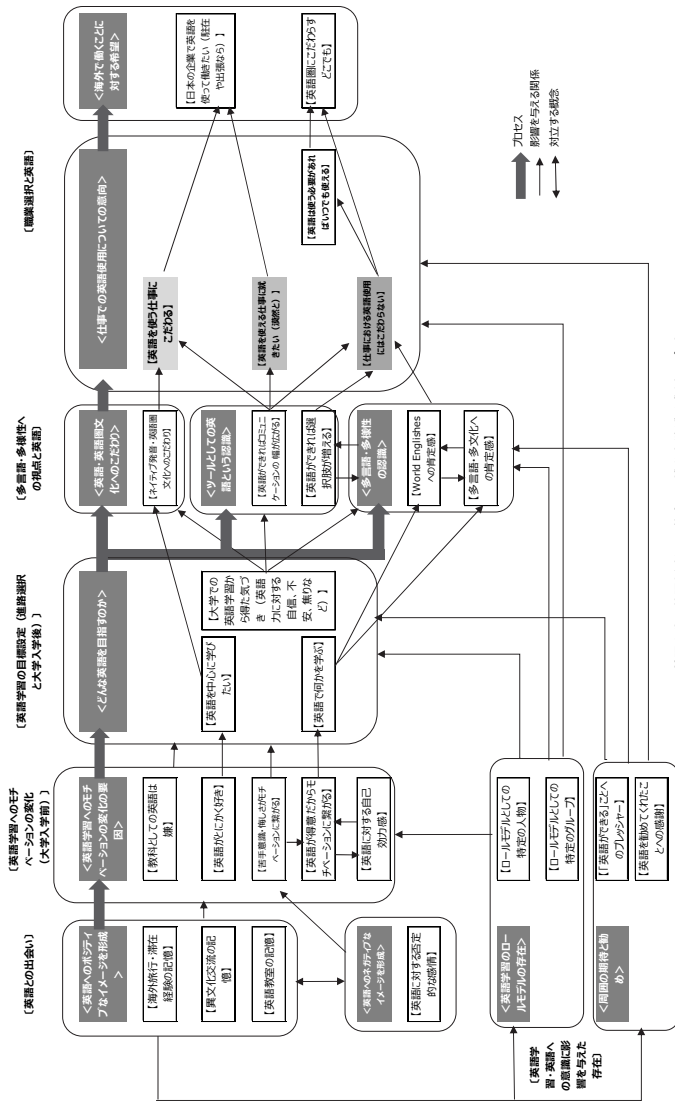 〔英語との出会い〕
<英語へのポジティ
ブなイメージを形成
>
【海外旅行・滞在
経験の記憶】
【異文化交流の記
憶】
【英語教室の記憶】
<英語へのネガティブな
イメージを形成>
【英語に対する否定
的な感情】
〔英語学習へのモチ
ベーションの変化
(大学入学前)〕
<英語学習へのモチ
ベーションの変化の要
因>
【教科としての英語は
嫌】
【英語がとにかく好き】
【苦手意識・悔しさがモチ
ベーションに繋がる】
【英語が得意だからモ
チベーションに繋がる】
【英語に対する自己
効力感】
〔英語学習の目標設定(進路選択
と大学入学後)〕
<どんな英語を目指すのか>
【英語を中心に学び
たい】
【英語で何かを学ぶ】
【大学での
英語学習か
ら得た気づ
き(英語
力に対する
自信、不
安、焦りな
ど)】
〔多言語・多様性へ
の視点と英語〕
<英語・英語圏文
化へのこだわり>
【ネイティブ発音・英語圏
文化へのこだわり】
<ツールとしての英
語という認識>
【英語ができればコミュニ
ケーションの幅が広がる】
【英語ができれば選
択肢が増える】
<多言語・多様性
の認識>
【World Englishes
への肯定感】
【多言語・多文化へ
の肯定感】
〔職業選択と英語〕
<仕事での英語使用についての意向>
【英語を使う仕事に
こだわる】
【英語を使える仕事に就
きたい(漠然と)】
【仕事における英語使用
にはこだわらない】
【英語は使う必要があれ
ばいつでも使える】
<海外で働くことに
対する希望>
【日本の企業で英語を
使って働きたい(駐在
や出張なら)】
【英語圏にこだわらず
どこでも】
〔英語学
習・英語へ
の意識に影
響を与えた
存在〕
<英語学習のロー
ルモデルの存在>
【ロールモデルとしての
特定の人物】
【ロールモデルとしての
特定のグループ】
<周囲の期待と勧
め>
【「英語ができる」ことへ
のプレッシャー】
【英語を勧めてくれたこ
とへの感謝】
プロセス
影響を与える関係
対立する概念